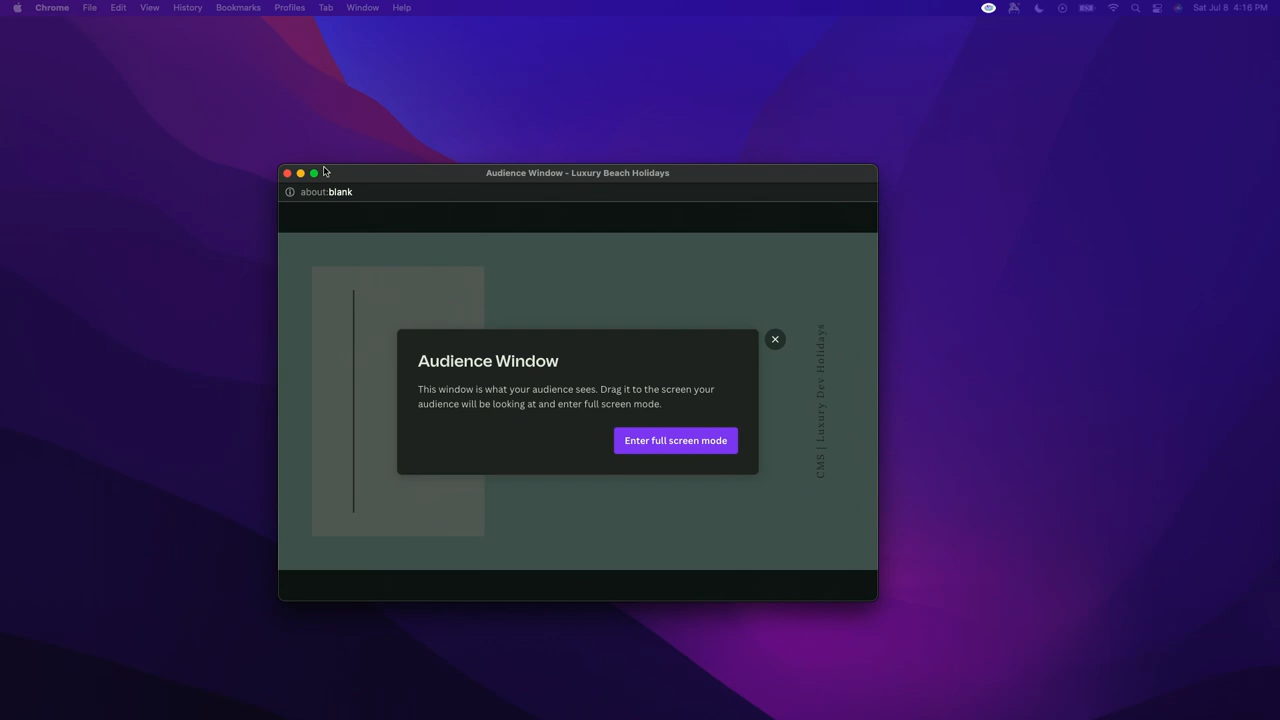 Chrome File Edit View History Bookmarks Profiles Tab Window Help Sat Jul 8 4:16 PM
Audience Window - Luxury Beach Holidays
about:blank
Audience Window
This window is what your audience sees. Drag it to the screen your
audience will be looking at and enter full screen mode.
Enter full screen mode
CMS | Luxury Dev Holidays